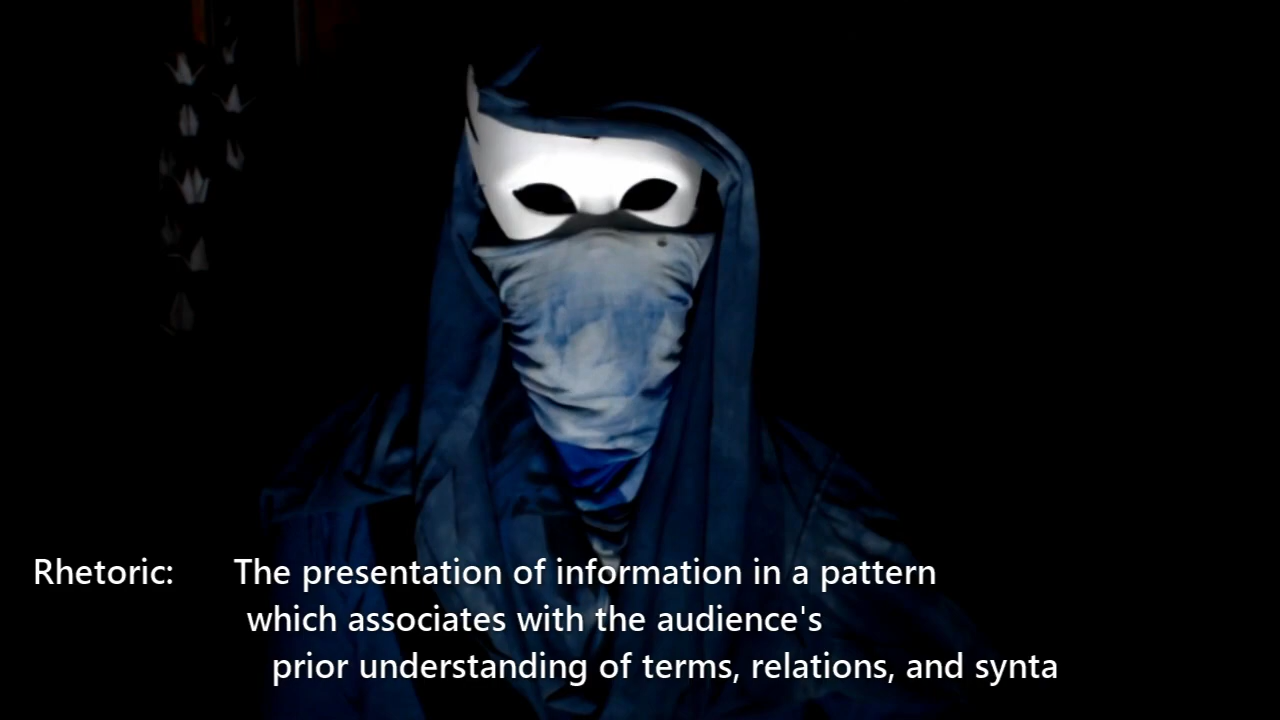 Rhetoric: The presentation of information in a pattern
which associates with the audience's
prior understanding of terms, relations, and synta